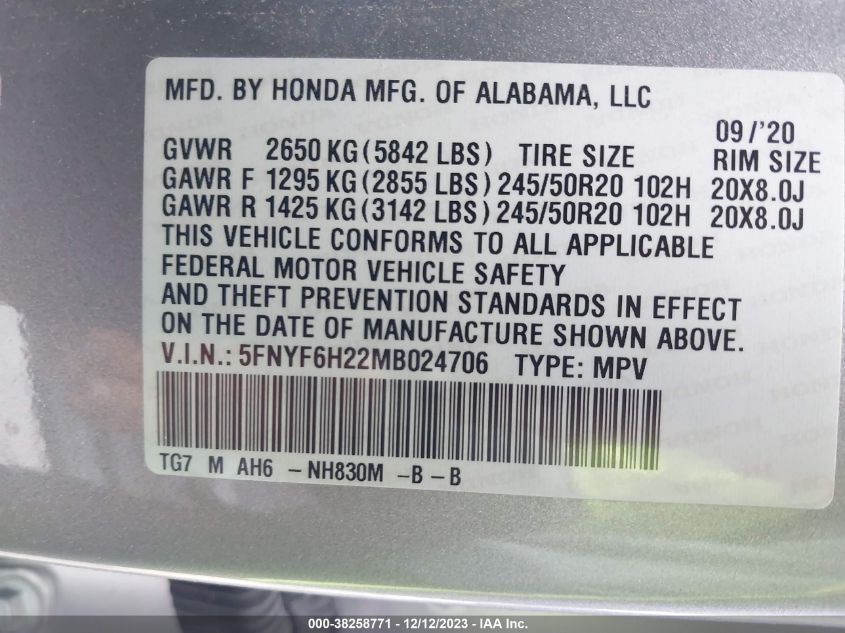 MFD. BY HONDA MFG. OF ALABAMA, LLC
09/'20
GVWR 2650 KG (5842 LBS) TIRE SIZE RIM SIZE
GAWR F 1295 KG (2855 LBS) 245/50R20 102H 20X8.0J
GAWR R 1425 KG (3142 LBS) 245/50R20 102H 20X8.0J
THIS VEHICLE CONFORMS TO ALL APPLICABLE
FEDERAL MOTOR VEHICLE SAFETY
AND THEFT PREVENTION STANDARDS IN EFFECT
ON THE DATE OF MANUFACTURE SHOWN ABOVE.
V.I.N.: 5FNYF6H22MB024706 TYPE: MPV
TG7 M AH6 - NH830M - B - B
000-38258771 - 12/12/2023 - IAA Inc.